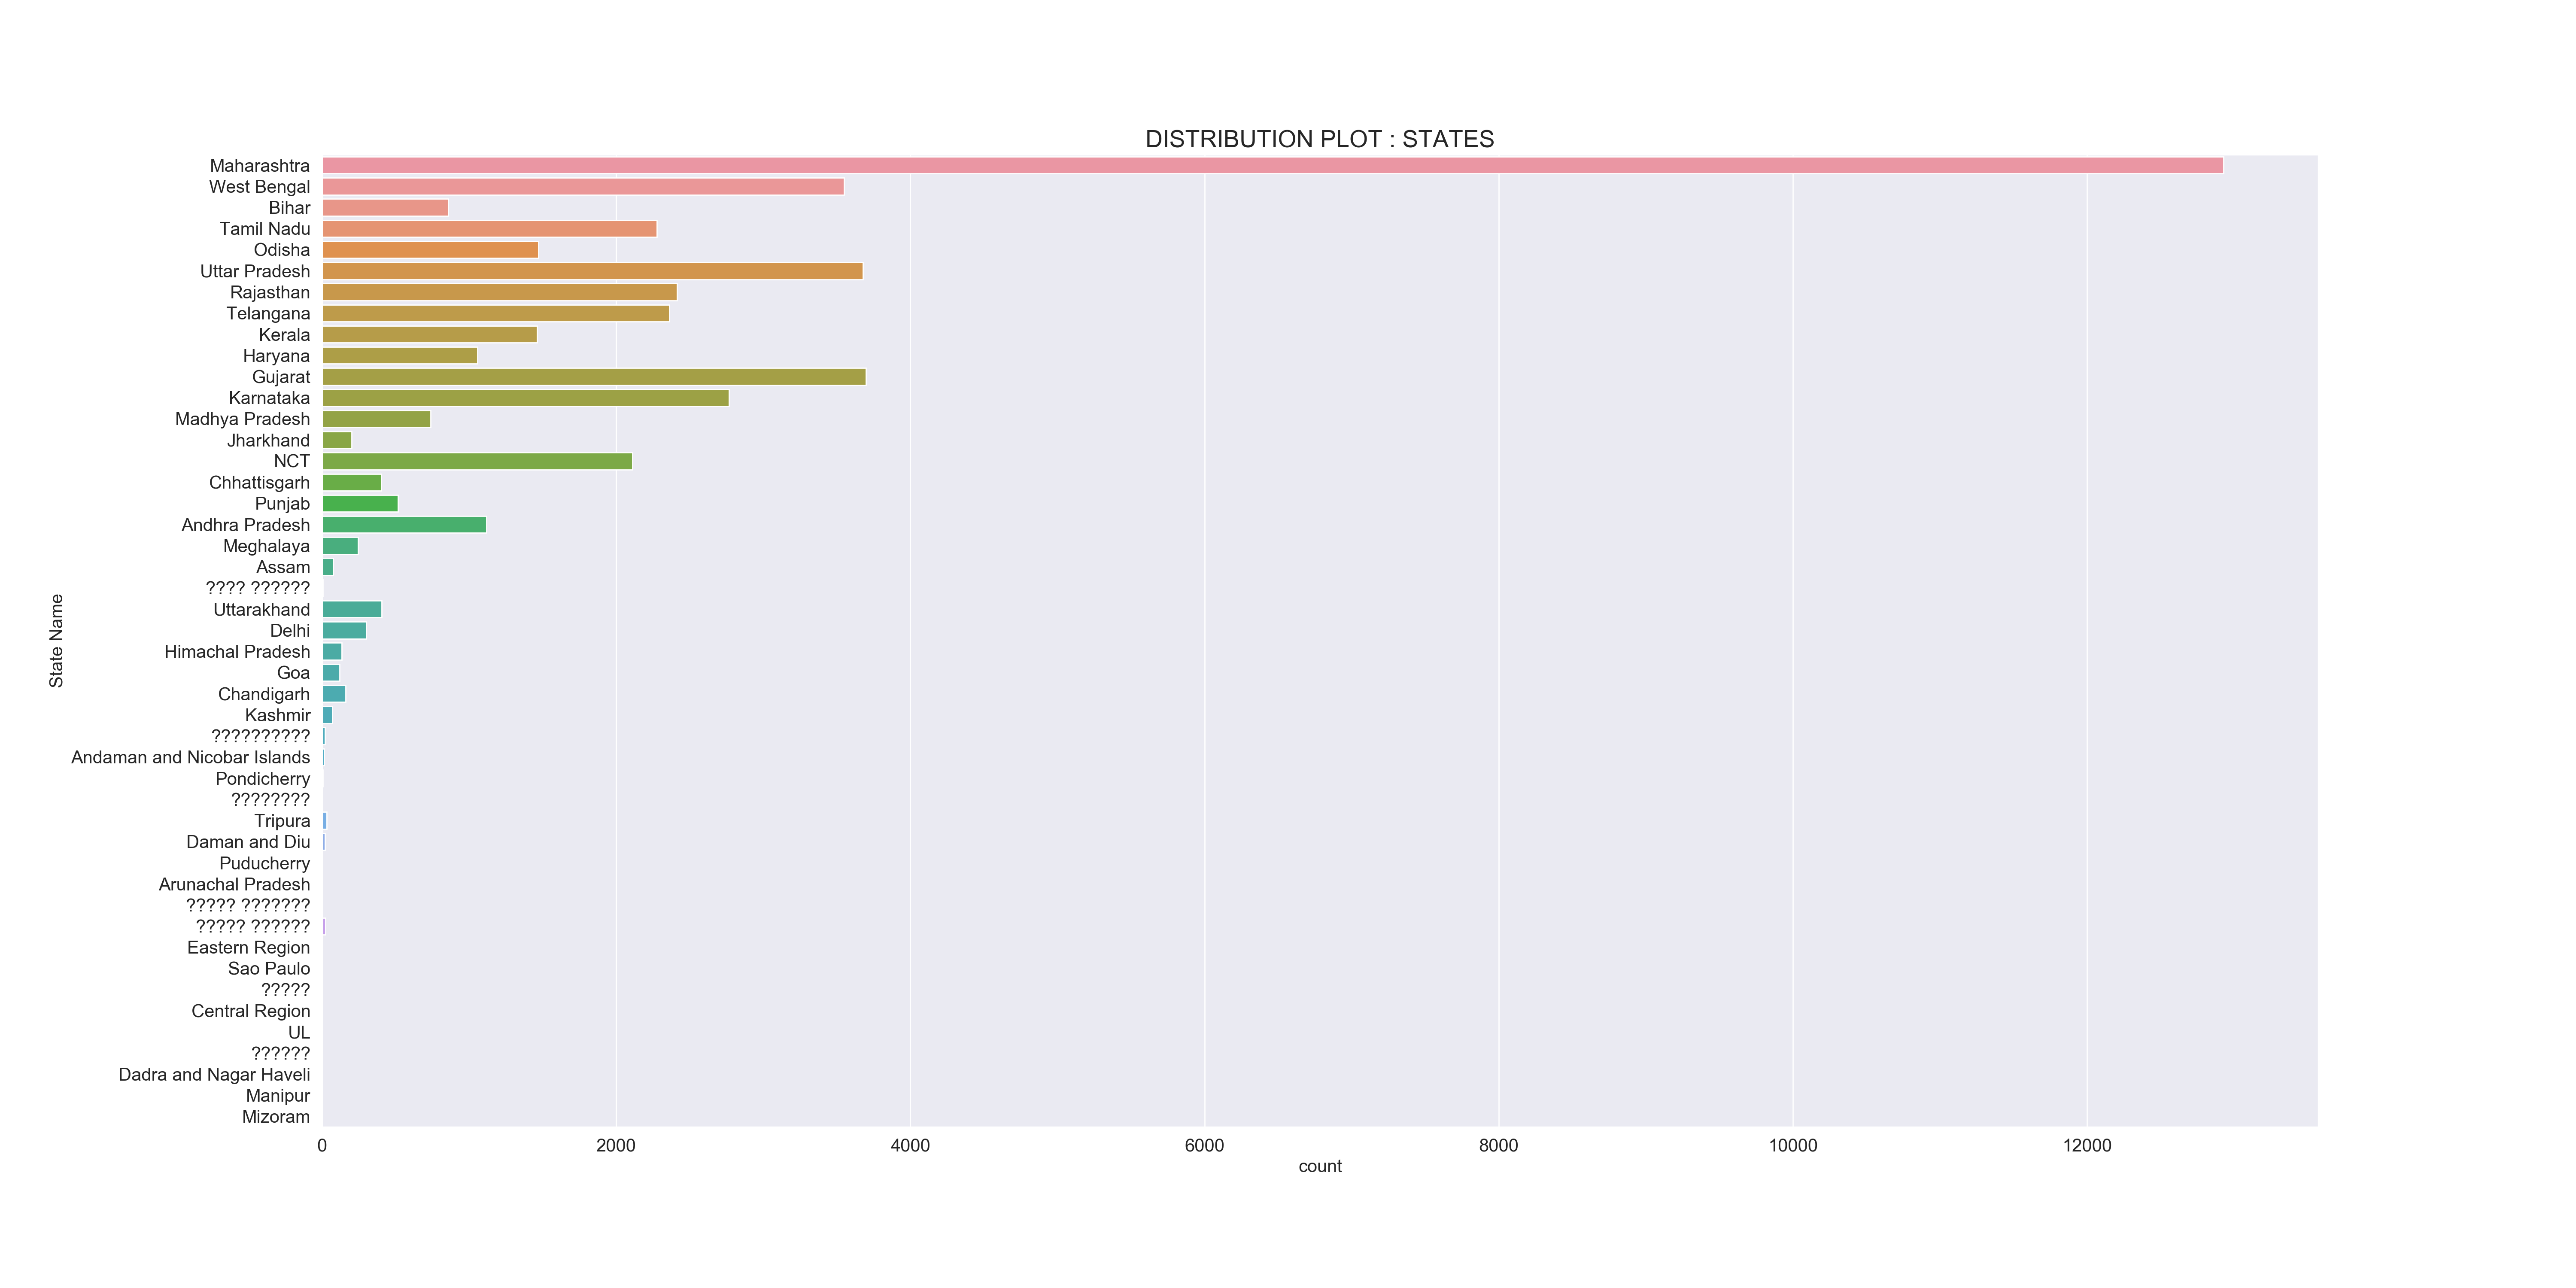 DISTRIBUTION PLOT : STATES
State Name
Maharashtra
West Bengal
Bihar
Tamil Nadu
Odisha
Uttar Pradesh
Rajasthan
Telangana
Kerala
Haryana
Gujarat
Karnataka
Madhya Pradesh
Jharkhand
NCT
Chhattisgarh
Punjab
Andhra Pradesh
Meghalaya
Assam
???? ??????
Uttarakhand
Delhi
Himachal Pradesh
Goa
Chandigarh
Kashmir
??????????
Andaman and Nicobar Islands
Pondicherry
????????
Tripura
Daman and Diu
Puducherry
Arunachal Pradesh
????? ???????
????? ??????
Eastern Region
Sao Paulo
?????
Central Region
UL
??????
Dadra and Nagar Haveli
Manipur
Mizoram
0 2000 4000 6000 8000 10000 12000
count